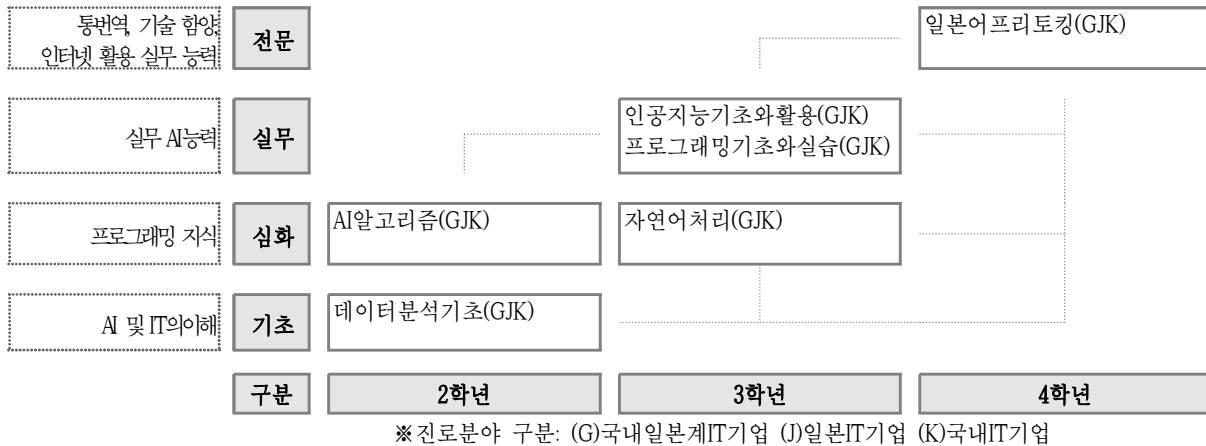 통번역, 기술 함양,
인터넷 활용 실무 능력
전문
일본어프리토킹(GJK)
실무 AI능력
실무
인공지능기초와활용(GJK)
프로그래밍기초와실습(GJK)
프로그래밍 지식
심화
AI알고리즘(GJK)
자연어처리(GJK)
AI 및 IT의이해
기초
데이터분석기초(GJK)
구분
2학년
3학년
4학년
※진로분야 구분: (G)국내일본계IT기업 (J)일본IT기업 (K)국내IT기업